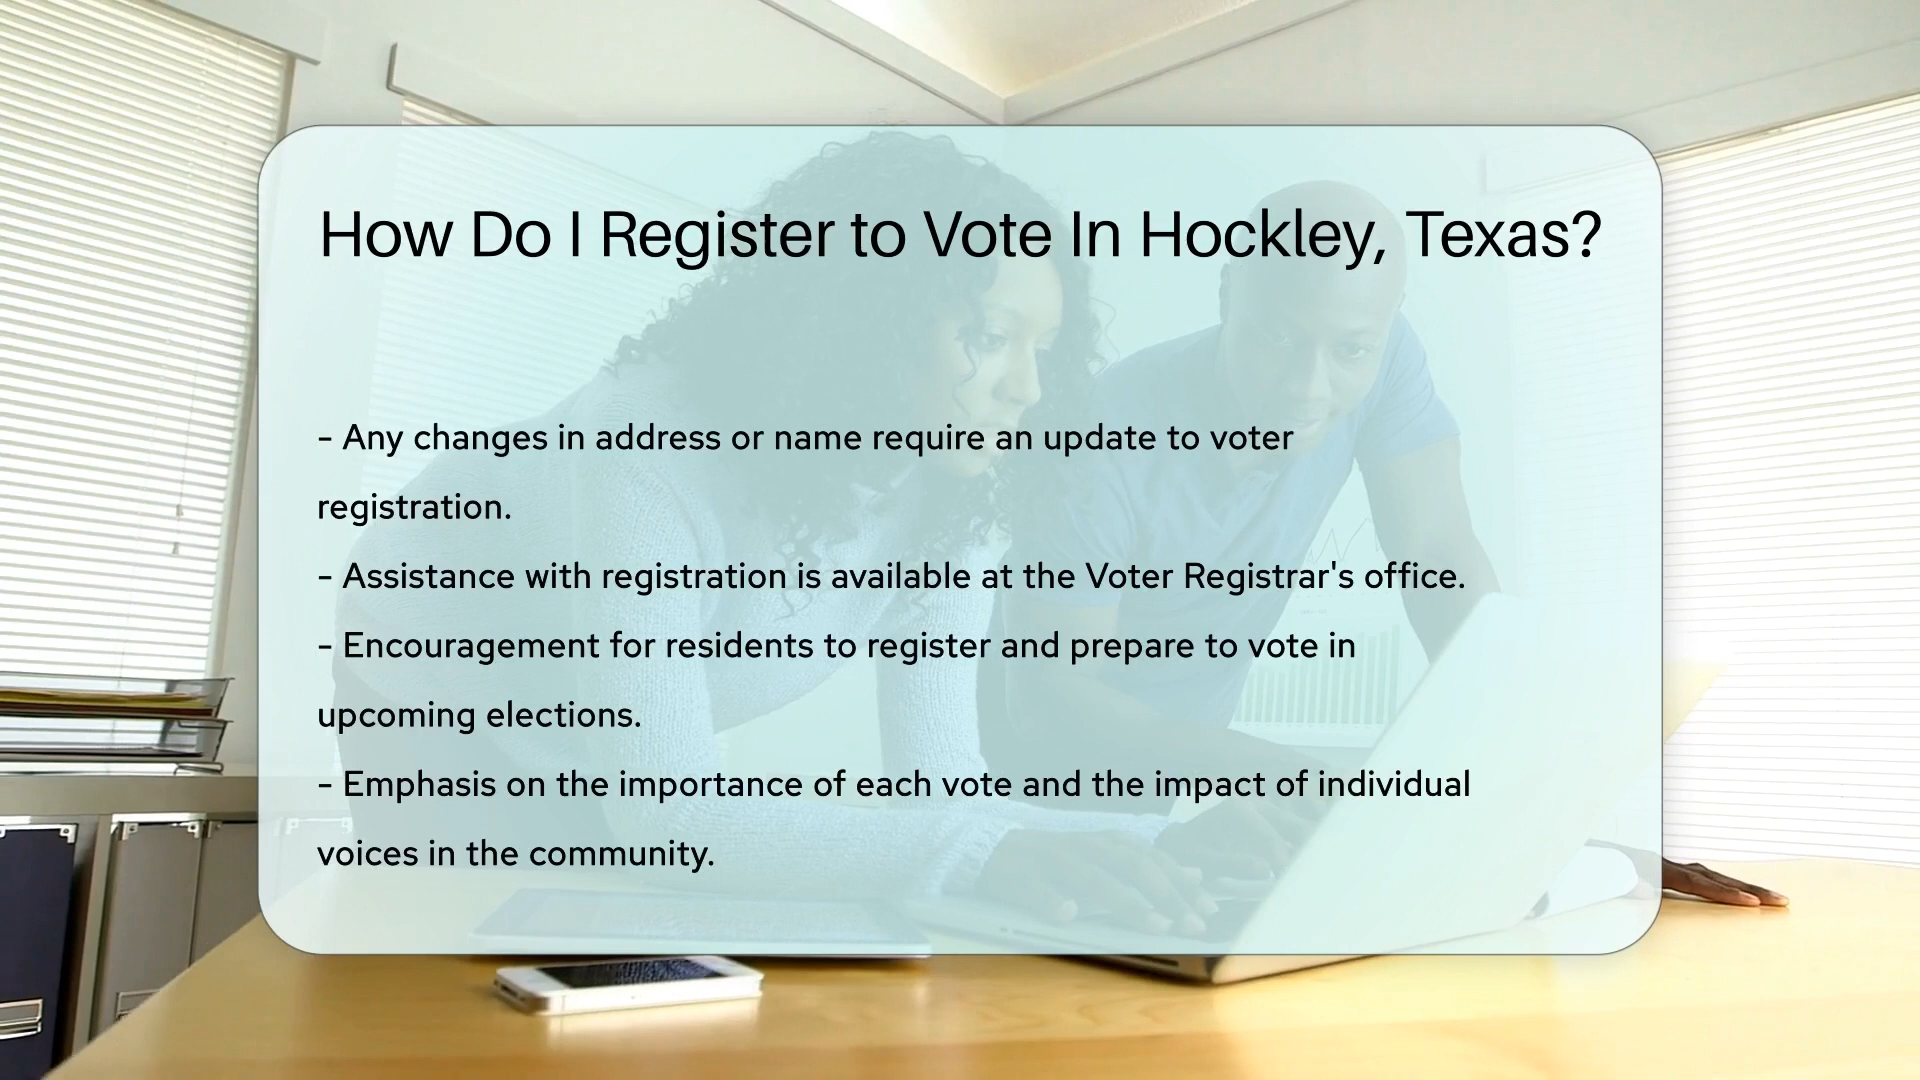 How Do I Register to Vote In Hockley, Texas?
- Any changes in address or name require an update to voter
registration.
- Assistance with registration is available at the Voter Registrar's office.
- Encouragement for residents to register and prepare to vote in
upcoming elections.
- Emphasis on the importance of each vote and the impact of individual
voices in the community.